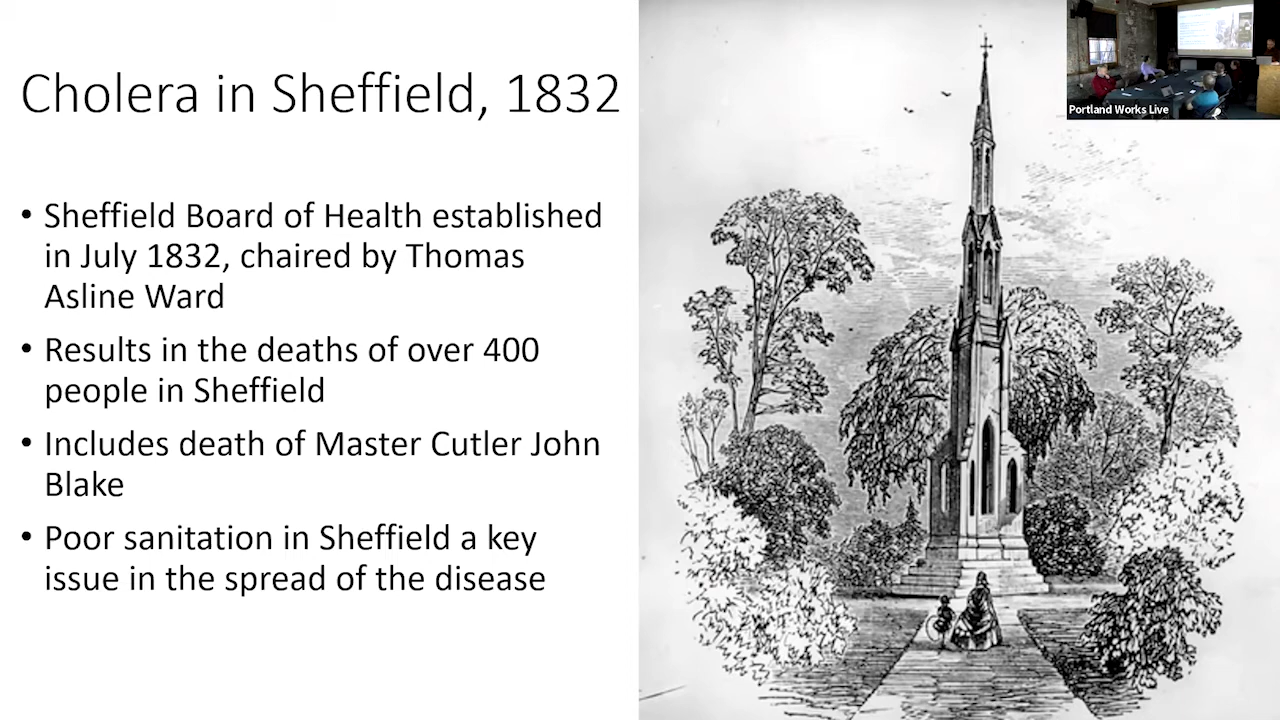 Cholera in Sheffield, 1832
• Sheffield Board of Health established
in July 1832, chaired by Thomas
Asline Ward
• Results in the deaths of over 400
people in Sheffield
• Includes death of Master Cutler John
Blake
• Poor sanitation in Sheffield a key
issue in the spread of the disease
Portland Works Live